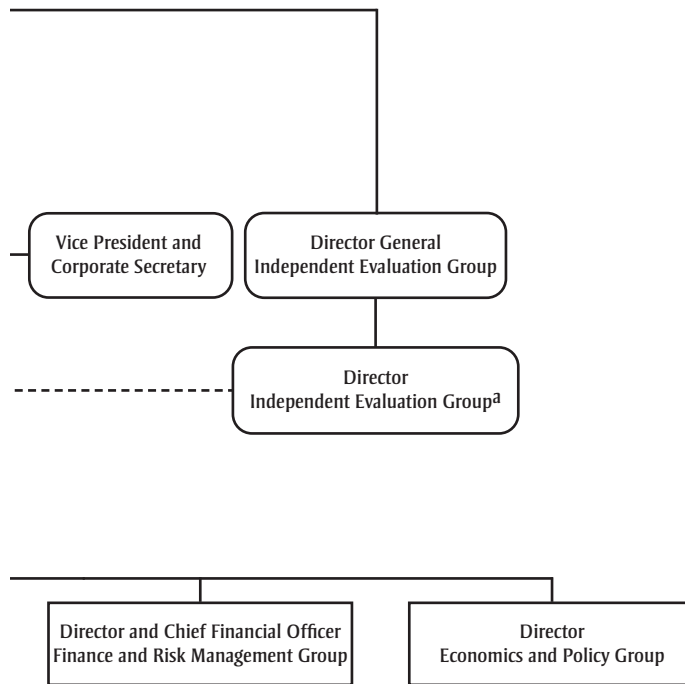 Vice President and
Corporate Secretary
Director General
Independent Evaluation Group
Director
Independent Evaluation Groupᵃ
Director and Chief Financial Officer
Finance and Risk Management Group
Director
Economics and Policy Group